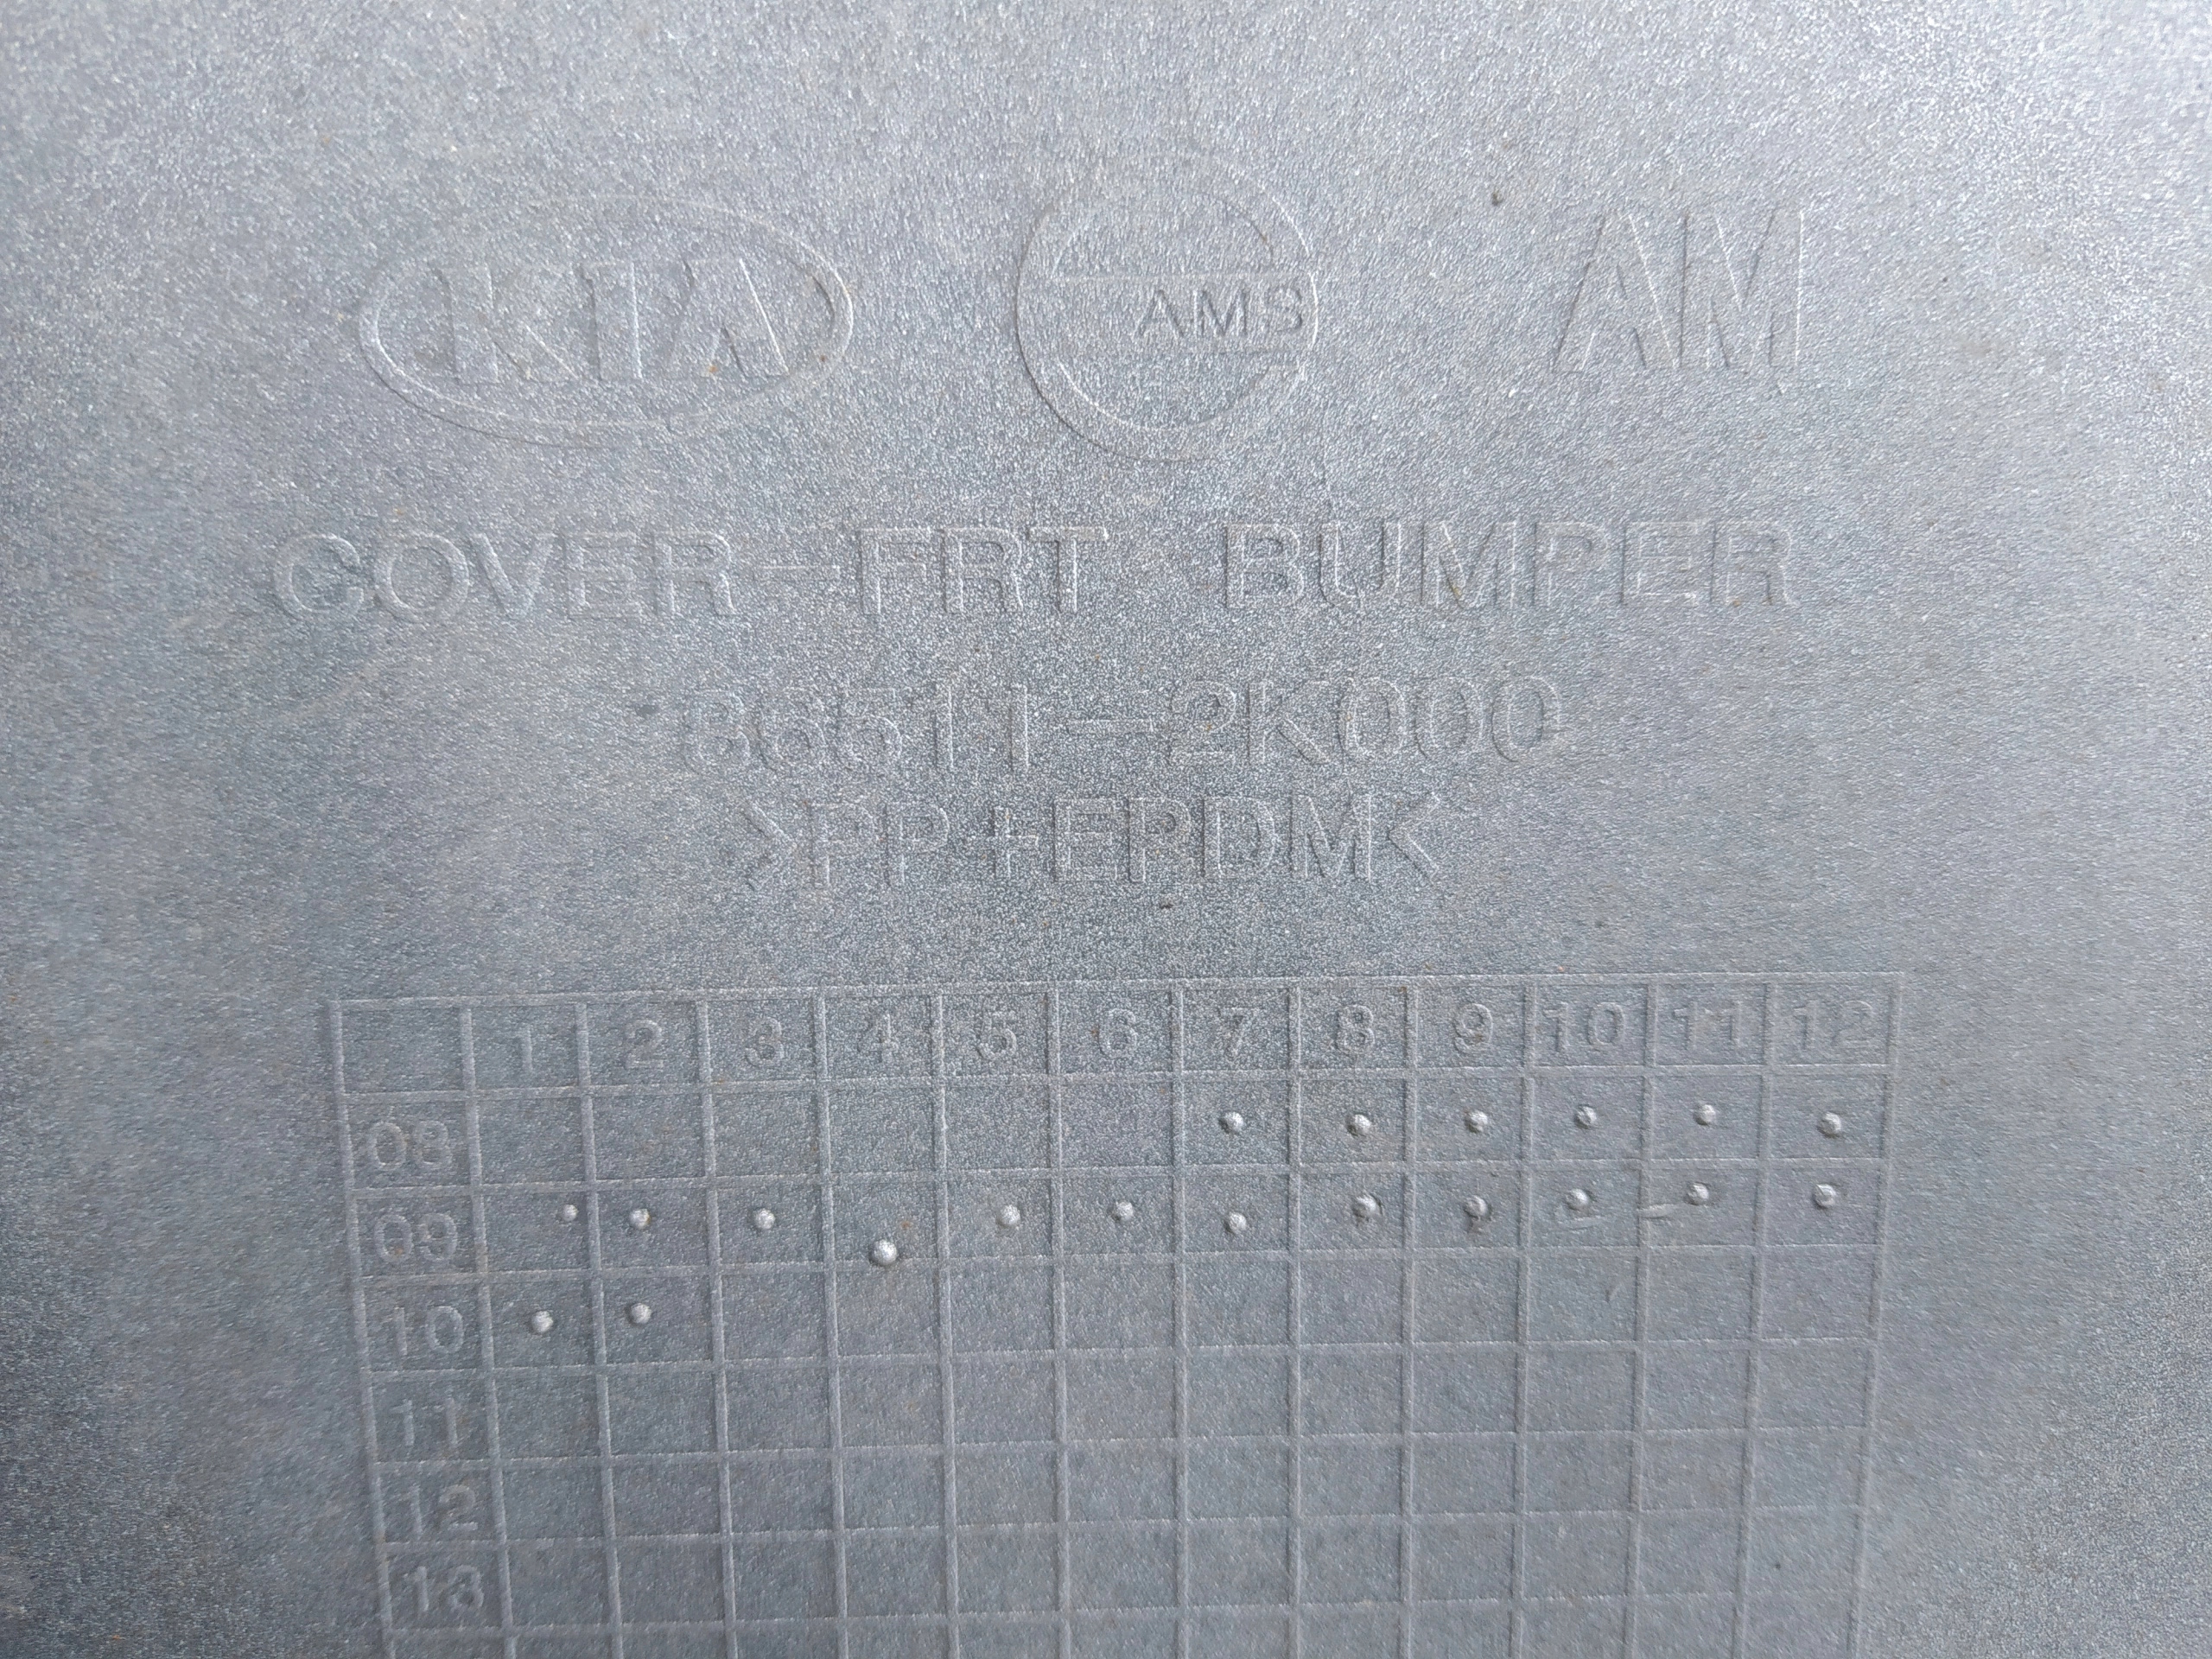 KIA AMS AM
COVER-FRT BUMPER
86511-2K000
>PP+EPDM<
1 2 3 4 5 6 7 8 9 10 11 12
08
09
10
11
12
13